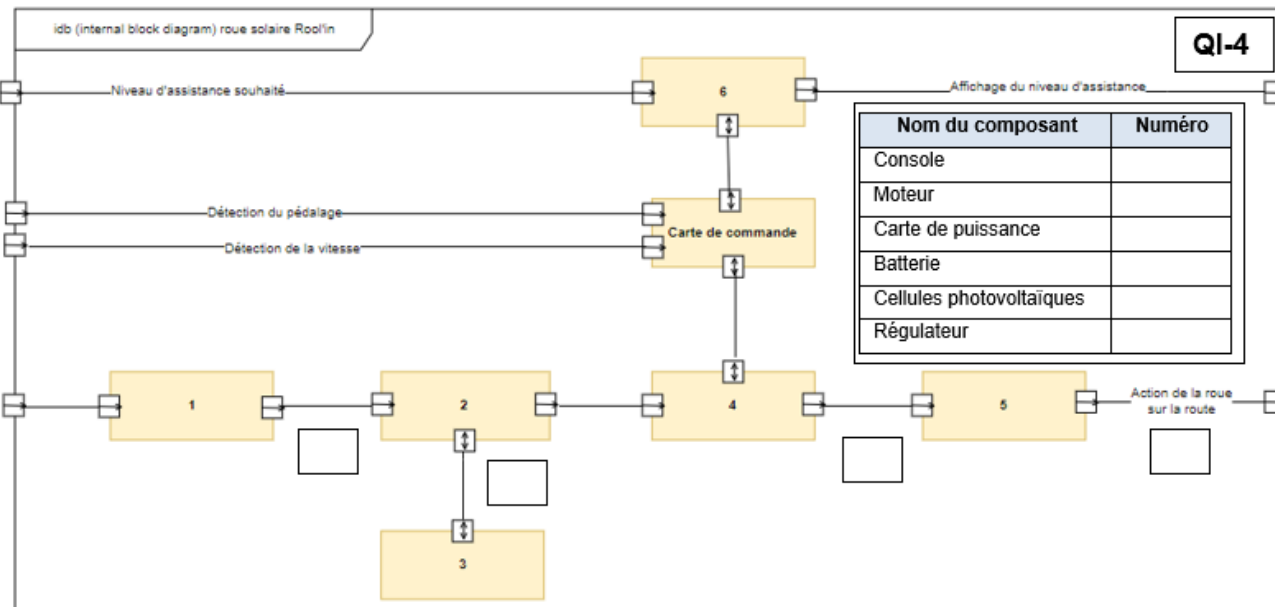 idb (internal block diagram) roue solaire Rool'in
QI-4
Niveau d'assistance souhaité
6
Affichage du niveau d'assistance
Nom du composant Numéro
Console
Moteur
Carte de puissance
Batterie
Cellules photovoltaïques
Régulateur
Détection du pédalage
Carte de commande
Détection de la vitesse
1
2
4
5
Action de la roue
sur la route
3